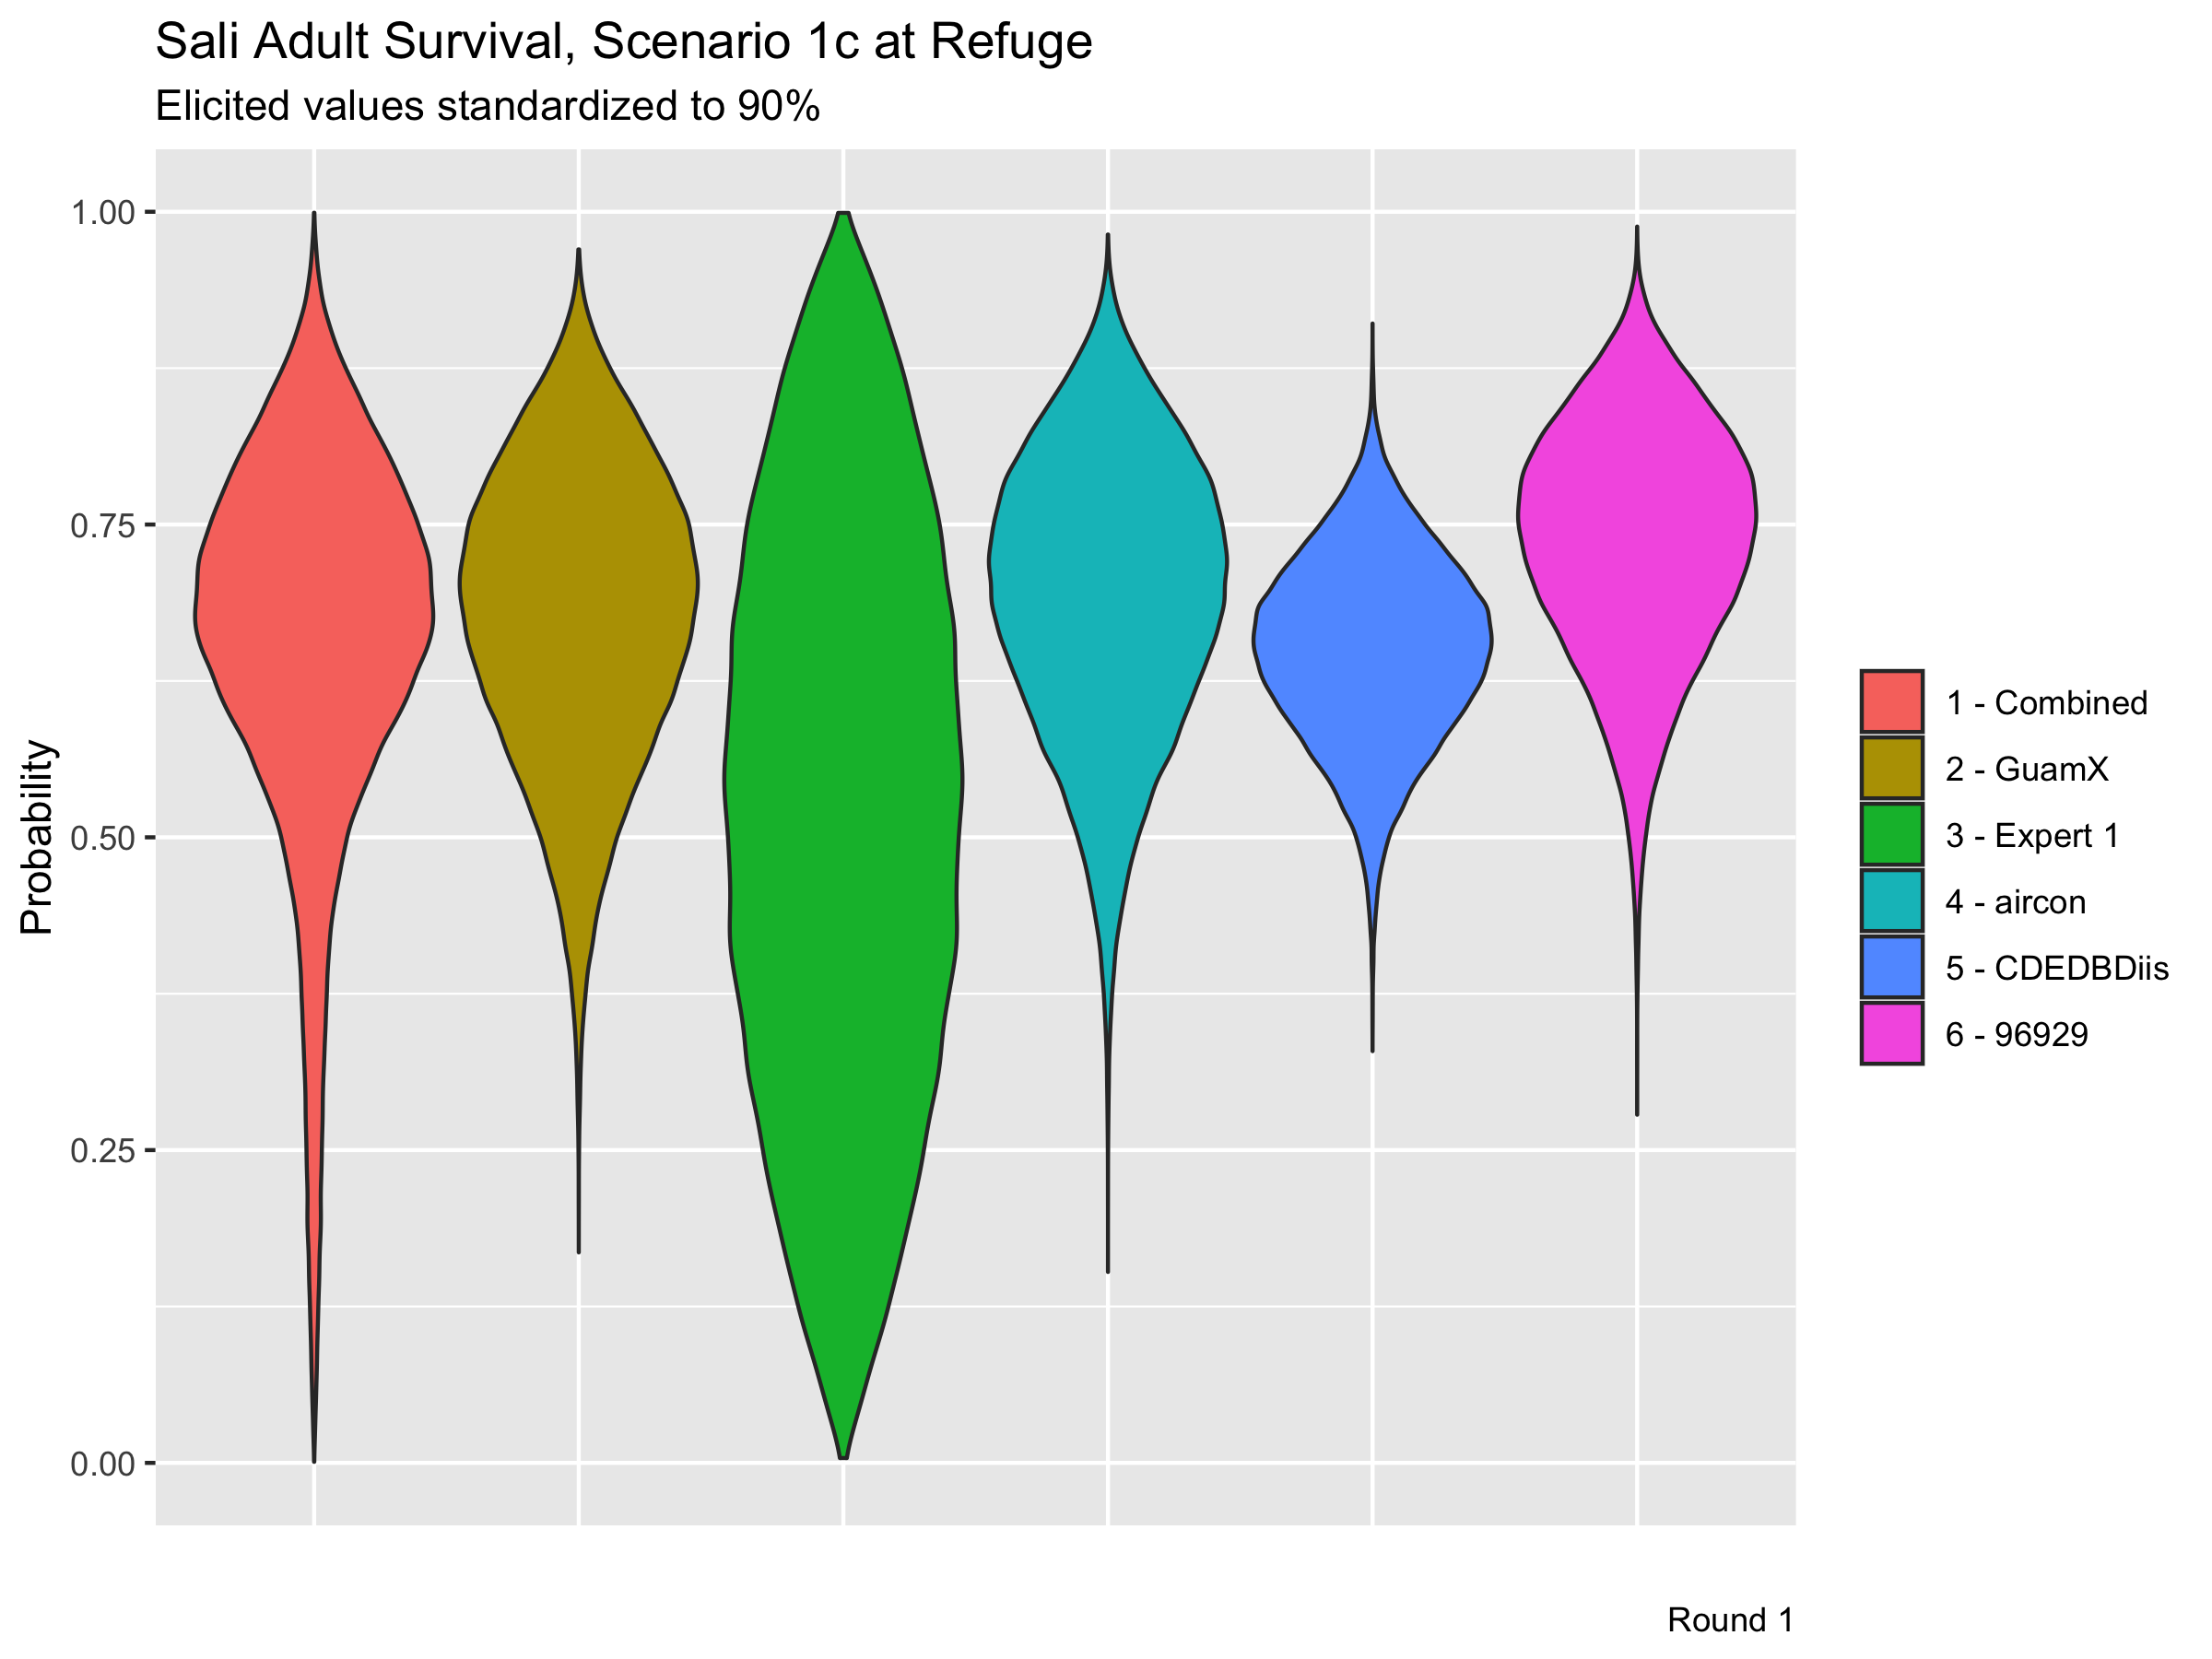 Sali Adult Survival, Scenario 1c at Refuge
Elicited values standardized to 90%
Probability
1.00
0.75
0.50
0.25
0.00
1 - Combined
2 - GuamX
3 - Expert 1
4 - aircon
5 - CDEDBDiis
6 - 96929
Round 1